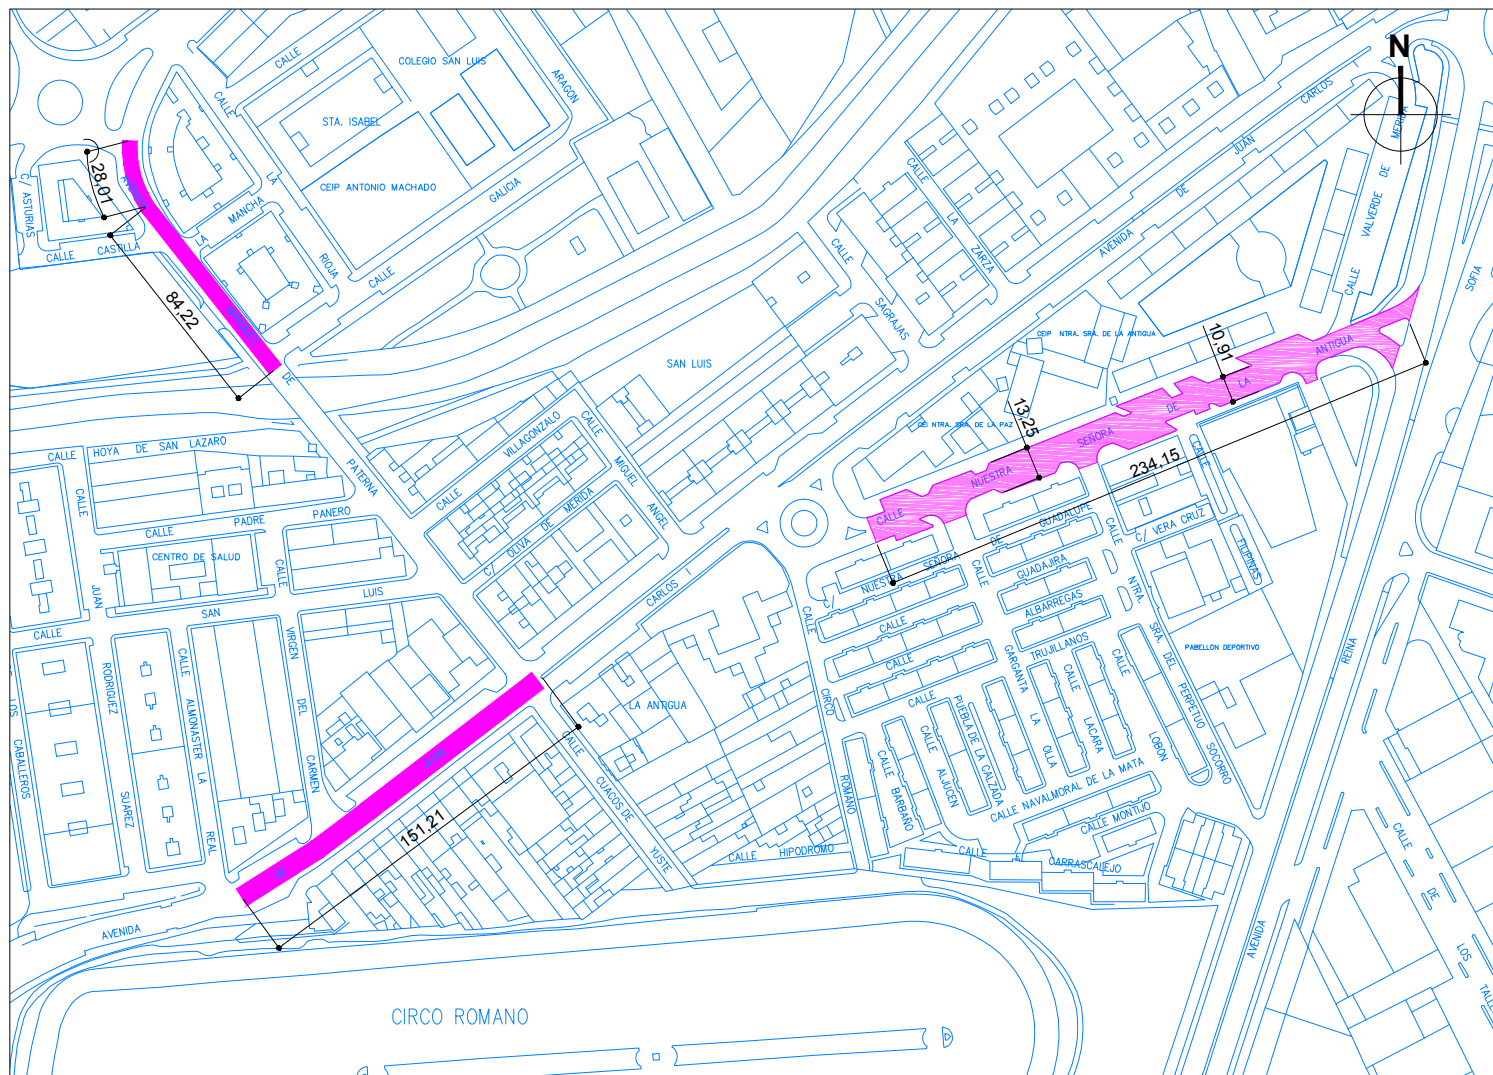 N
COLEGIO SAN LUIS
CALLE
ARAGON
CALLE
STA. ISABEL
CARLOS
MERIDA
JUAN
CALLE
LA
ZARZA
DE
AVENIDA
VALVERDE DE
CALLE
SOFIA
28,01
C/ ASTURIAS
LA
MANCHA
CEIP ANTONIO MACHADO
GALICIA
RIOJA
CALLE
LA
CALLE CASTILLA
84,22
DE
CALLE
SAGRAJAS
SAN LUIS
CEIP NTRA. SRA. DE LA ANTIGUA
10,91
CALLE NUESTRA SEÑORA DE LA ANTIGUA
13,25
CEI NTRA. SRA. DE LA PAZ
234,15
CALLE
HOYA DE SAN LAZARO
PATERNA
CALLE
VILLAGONZALO
CALLE
MIGUEL
ANGEL
C/ OLIVA DE MERIDA
CALLE
CALLE PADRE PANERO
CENTRO DE SALUD
CALLE
JUAN
SAN LUIS
CALLE
CARLOS
C/ NUESTRA SEÑORA DE GUADALUPE
CALLE
GUADAJIRA
CALLE
ALBARREGAS
CALLE
TRUJILLANOS
CALLE
C/ VERA CRUZ
CALLE
FILIPINAS
CALLE
NTRA. SRA. DEL PERPETUO SOCORRO
PABELLON DEPORTIVO
REINA
LOS
CABALLEROS
RODRIGUEZ
SUAREZ
CALLE
ALMONASTER LA
REAL
VIRGEN
DEL
CARMEN
LA ANTIGUA
CALLE
CIRCO
ROMANO
JUAN
DE
151,21
CALLE
CUACOS DE
YUSTE
CALLE HIPODROMO
CALLE
BARBAÑO
CALLE
ALJUCEN
PUEBLA DE LA CALZADA
GARGANTA
LA
OLLA
CALLE
LACARA
CALLE
LOBON
CALLE NAVALMORAL DE LA MATA
CALLE MONTIJO
CALLE EL CARRASCALEJO
AVENIDA
AVENIDA
CALLE
DE
LOS
CIRCO ROMANO